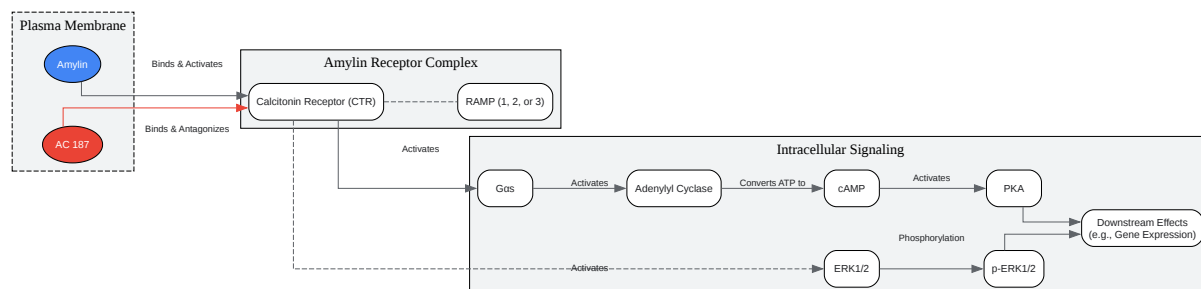 Plasma Membrane
Amylin
AC 187
Binds & Activates
Binds & Antagonizes
Amylin Receptor Complex
Calcitonin Receptor (CTR)
RAMP (1, 2, or 3)
Activates
Intracellular Signaling
Gαs
Activates
Adenylyl Cyclase
Converts ATP to
cAMP
Activates
PKA
Downstream Effects
(e.g., Gene Expression)
Activates
ERK1/2
Phosphorylation
p-ERK1/2